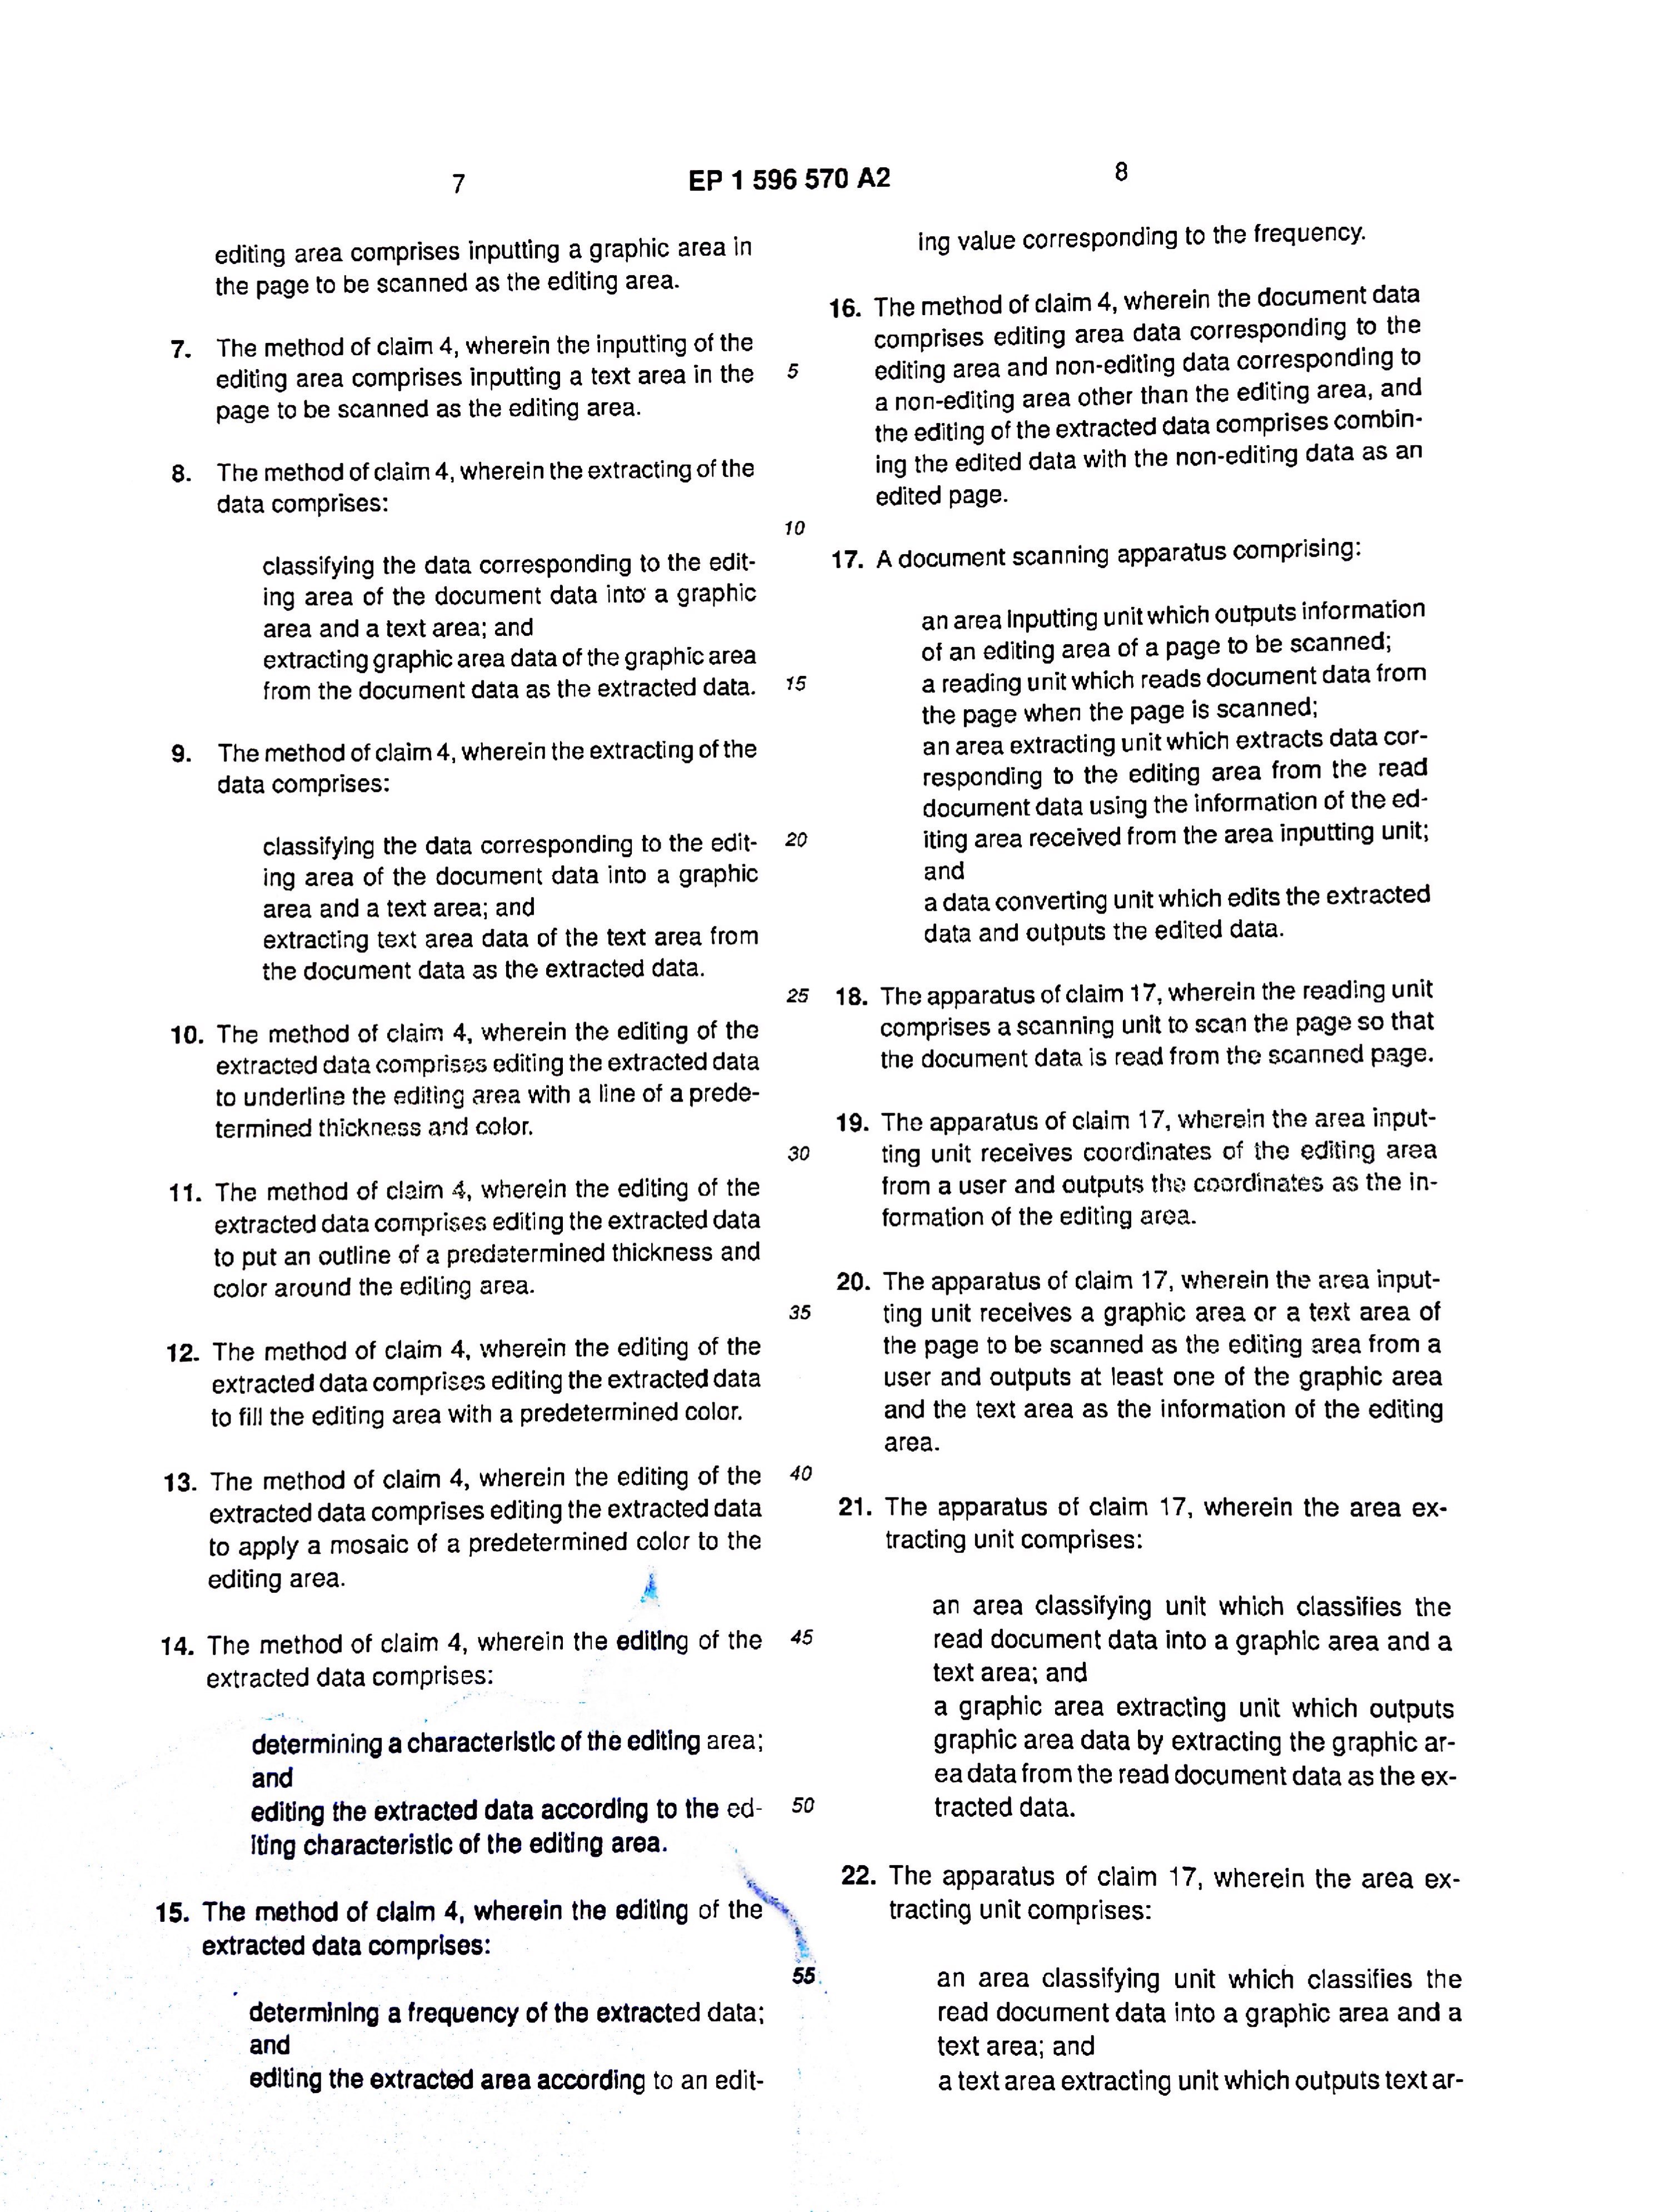 7
EP 1 596 570 A2
8
editing area comprises inputting a graphic area in
the page to be scanned as the editing area.
7. The method of claim 4, wherein the inputting of the
editing area comprises inputting a text area in the
page to be scanned as the editing area.
8. The method of claim 4, wherein the extracting of the
data comprises:
classifying the data corresponding to the edit-
ing area of the document data into a graphic
area and a text area; and
extracting graphic area data of the graphic area
from the document data as the extracted data.
9. The method of claim 4, wherein the extracting of the
data comprises:
classifying the data corresponding to the edit-
ing area of the document data into a graphic
area and a text area; and
extracting text area data of the text area from
the document data as the extracted data.
10. The method of claim 4, wherein the editing of the
extracted data comprises editing the extracted data
to underline the editing area with a line of a prede-
termined thickness and color.
11. The method of claim 4, wherein the editing of the
extracted data comprises editing the extracted data
to put an outline of a predetermined thickness and
color around the editing area.
12. The method of claim 4, wherein the editing of the
extracted data comprises editing the extracted data
to fill the editing area with a predetermined color.
13. The method of claim 4, wherein the editing of the
extracted data comprises editing the extracted data
to apply a mosaic of a predetermined color to the
editing area.
14. The method of claim 4, wherein the editing of the
extracted data comprises:
determining a characteristic of the editing area;
and
editing the extracted data according to the ed-
iting characteristic of the editing area.
15. The method of claim 4, wherein the editing of the
extracted data comprises:
determining a frequency of the extracted data;
and
editing the extracted area according to an edit-
5
10
15
20
25
30
35
40
45
50
55
ing value corresponding to the frequency.
16. The method of claim 4, wherein the document data
comprises editing area data corresponding to the
editing area and non-editing data corresponding to
a non-editing area other than the editing area, and
the editing of the extracted data comprises combin-
ing the edited data with the non-editing data as an
edited page.
17. A document scanning apparatus comprising:
an area inputting unit which outputs information
of an editing area of a page to be scanned;
a reading unit which reads document data from
the page when the page is scanned;
an area extracting unit which extracts data cor-
responding to the editing area from the read
document data using the information of the ed-
iting area received from the area inputting unit;
and
a data converting unit which edits the extracted
data and outputs the edited data.
18. The apparatus of claim 17, wherein the reading unit
comprises a scanning unit to scan the page so that
the document data is read from the scanned page.
19. The apparatus of claim 17, wherein the area input-
ting unit receives coordinates of the editing area
from a user and outputs the coordinates as the in-
formation of the editing area.
20. The apparatus of claim 17, wherein the area input-
ting unit receives a graphic area or a text area of
the page to be scanned as the editing area from a
user and outputs at least one of the graphic area
and the text area as the information of the editing
area.
21. The apparatus of claim 17, wherein the area ex-
tracting unit comprises:
an area classifying unit which classifies the
read document data into a graphic area and a
text area; and
a graphic area extracting unit which outputs
graphic area data by extracting the graphic ar-
ea data from the read document data as the ex-
tracted data.
22. The apparatus of claim 17, wherein the area ex-
tracting unit comprises:
an area classifying unit which classifies the
read document data into a graphic area and a
text area; and
a text area extracting unit which outputs text ar-